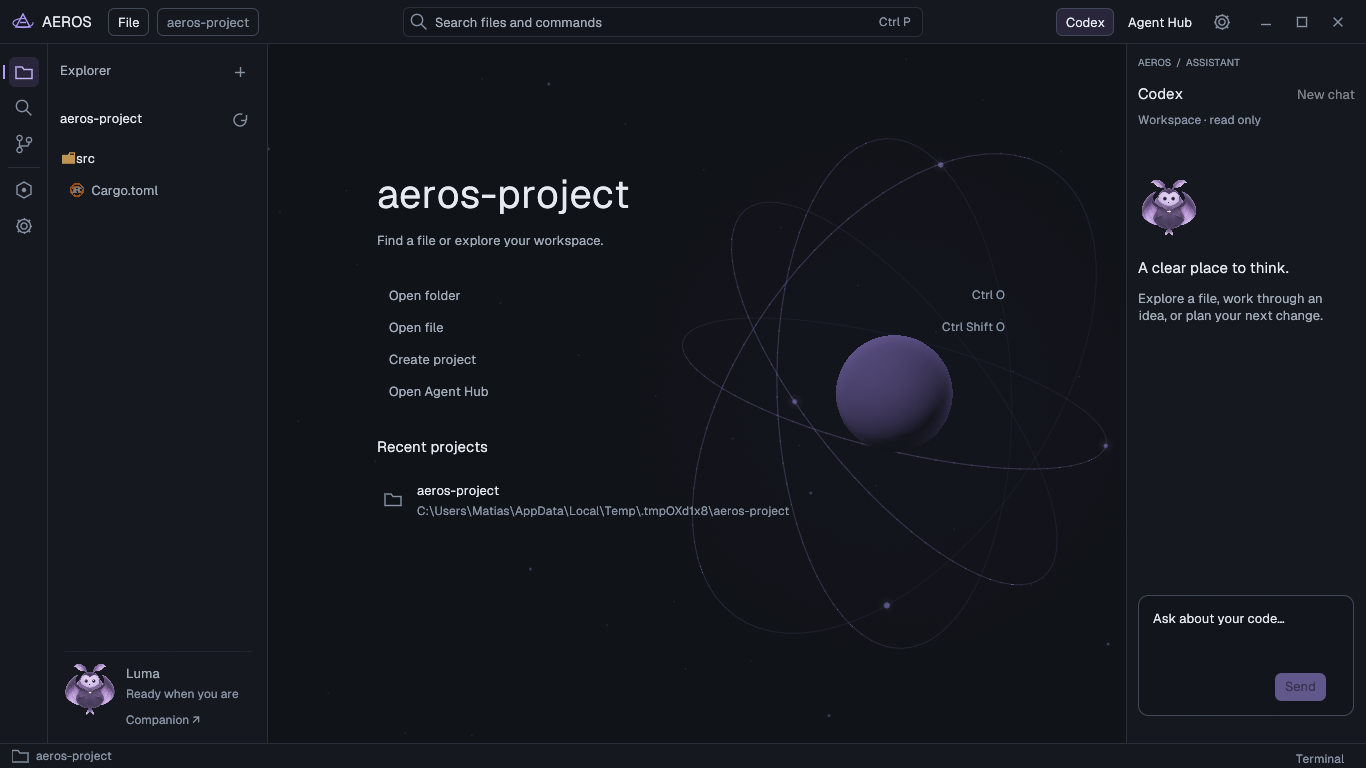 AEROS
File
aeros-project
Search files and commands
Ctrl P
Codex
Agent Hub
Explorer
aeros-project
src
Cargo.toml
Luma
Ready when you are
Companion ↗
aeros-project
Find a file or explore your workspace.
Open folder
Ctrl O
Open file
Ctrl Shift O
Create project
Open Agent Hub
Recent projects
aeros-project
C:\Users\Matias\AppData\Local\Temp\.tmpOXd1x8\aeros-project
AEROS / ASSISTANT
Codex
New chat
Workspace · read only
A clear place to think.
Explore a file, work through an
idea, or plan your next change.
Ask about your code…
Send
aeros-project
Terminal